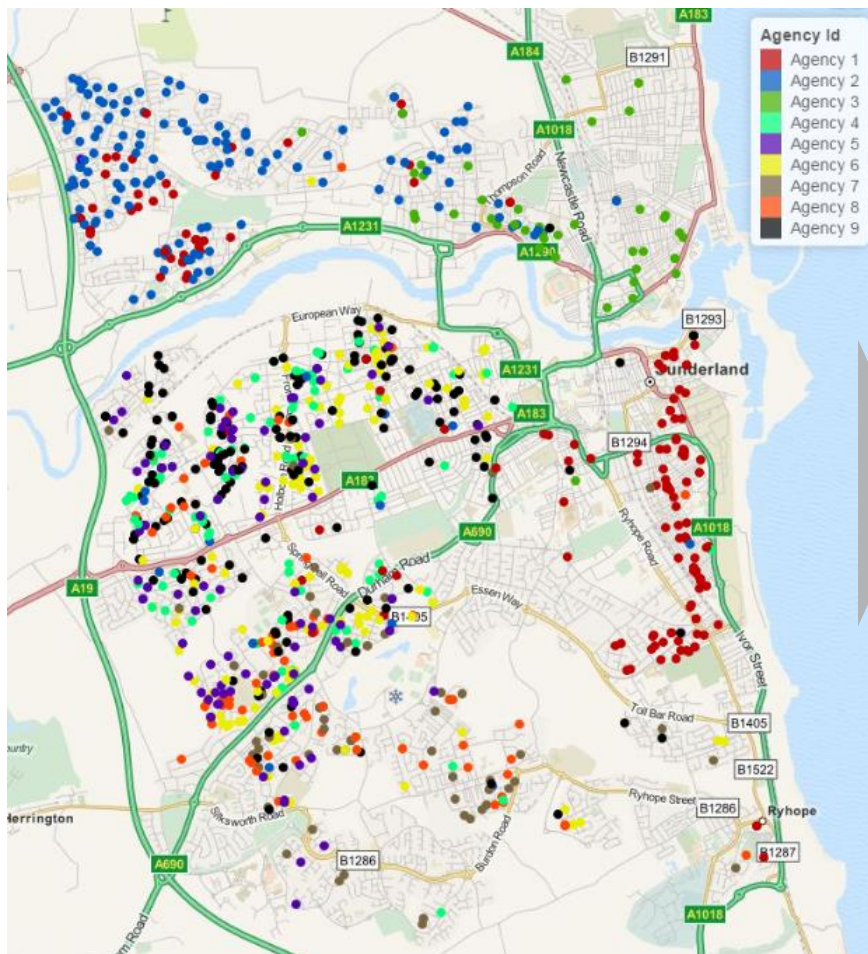 A183
A184
B1291
Agency Id
Agency 1
Agency 2
Agency 3
Agency 4
Agency 5
Agency 6
Agency 7
Agency 8
Agency 9
A1018
Thompson Road
Newcastle Road
A1231
A1290
European Way
B1293
A1231
Sunderland
A183
B1294
A183
Ryhope Road
A1018
A690
Springwell Road
Durham Road
A19
Essen Way
B1405
Ivor Street
Toll Bar Road
B1405
B1522
Ryhope Street
B1286
Ryhope
Herrington
Silksworth Road
Burdon Road
B1286
B1287
A690
A1018